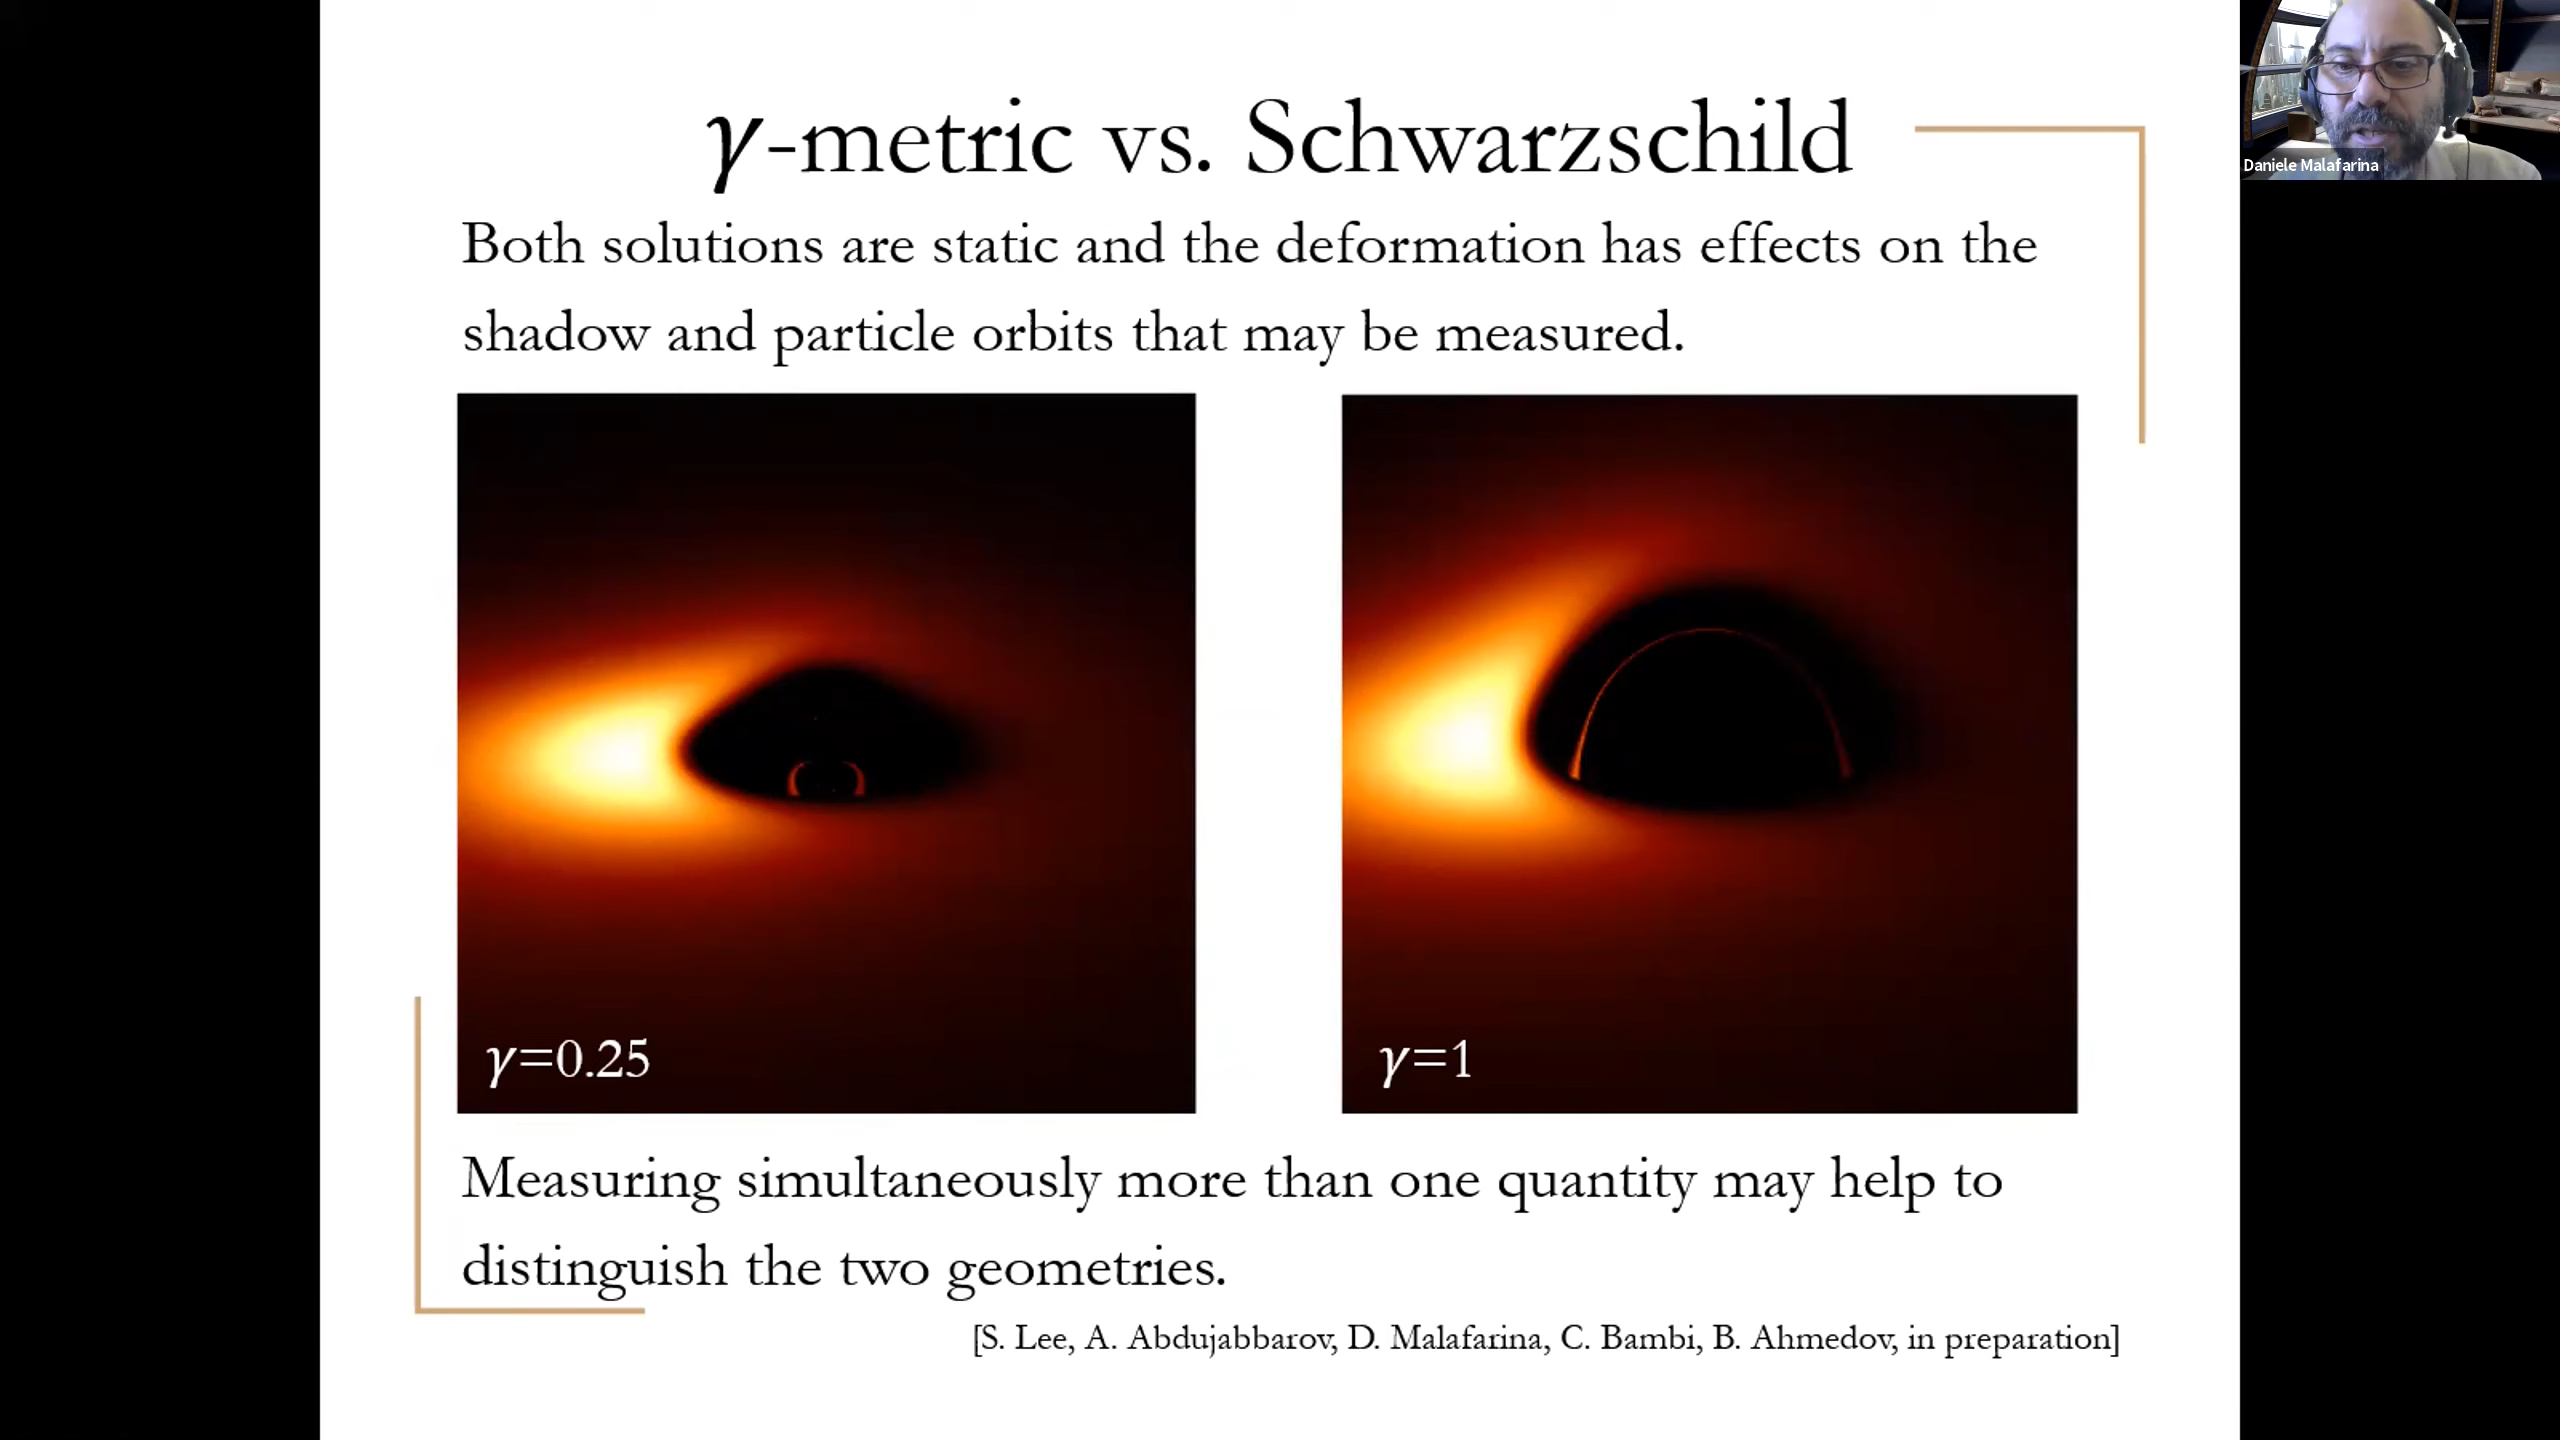 γ-metric vs. Schwarzschild
Both solutions are static and the deformation has effects on the
shadow and particle orbits that may be measured.
γ=0.25
γ=1
Measuring simultaneously more than one quantity may help to
distinguish the two geometries.
[S. Lee, A. Abdujabbarov, D. Malafarina, C. Bambi, B. Ahmedov, in preparation]
Daniele Malafarina